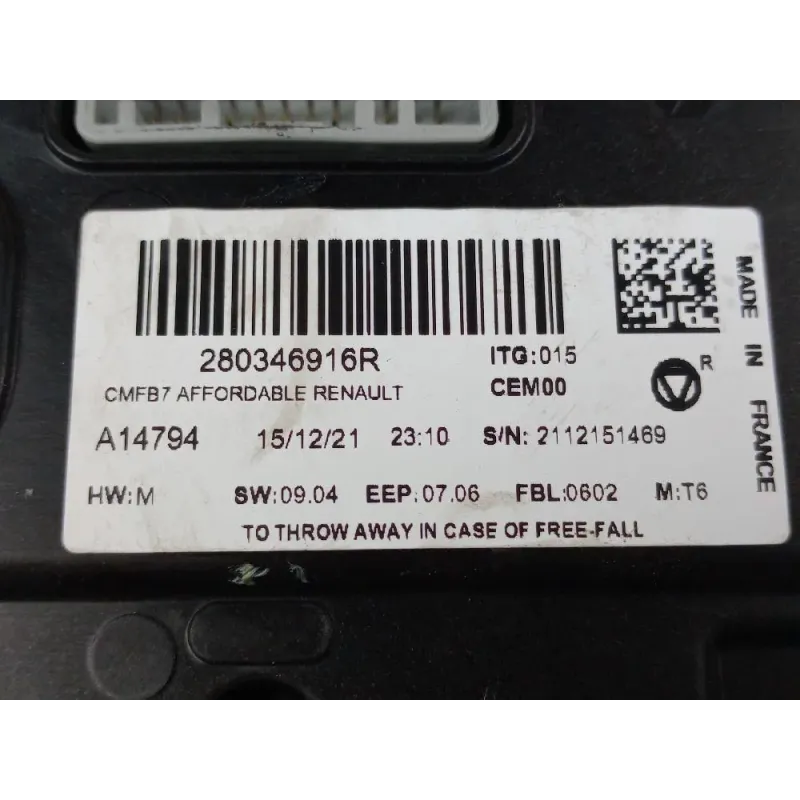 280346916R ITG:015
CMFB7 AFFORDABLE RENAULT CEM00
R
A14794 15/12/21 23:10 S/N: 2112151469
HW:M SW:09.04 EEP:07.06 FBL:0602 M:T6
TO THROW AWAY IN CASE OF FREE-FALL
MADE IN FRANCE